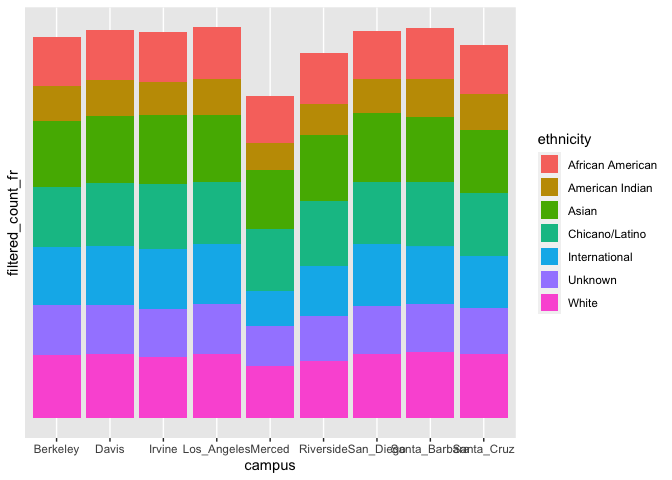 filtered_count_fr
ethnicity
African American
American Indian
Asian
Chicano/Latino
International
Unknown
White
Berkeley Davis Irvine Los_Angeles Merced Riverside San_Diego Santa_Barbara Santa_Cruz
campus